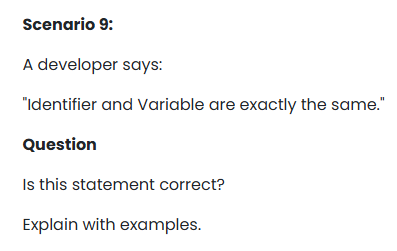 Scenario 9:
A developer says:
"Identifier and Variable are exactly the same."
Question
Is this statement correct?
Explain with examples.